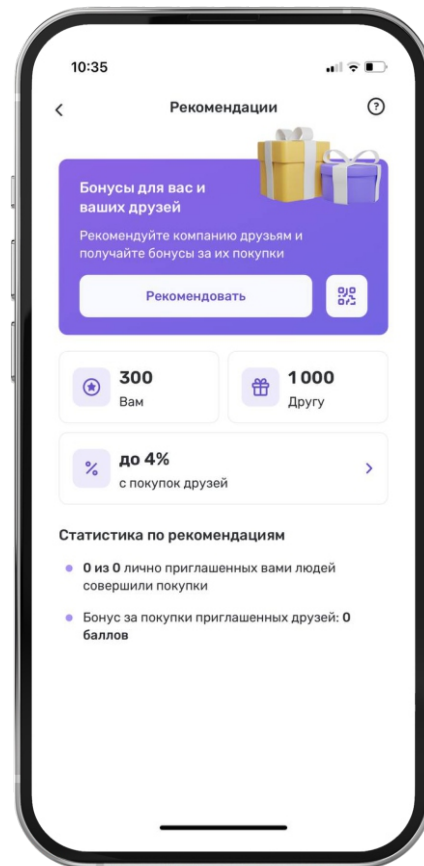 10:35
Рекомендации
?
Бонусы для вас и
ваших друзей
Рекомендуйте компанию друзьям и
получайте бонусы за их покупки
Рекомендовать
300
Вам
1 000
Другу
%
до 4%
с покупок друзей
Статистика по рекомендациям
0 из 0 лично приглашенных вами людей
совершили покупки
Бонус за покупки приглашенных друзей: 0
баллов